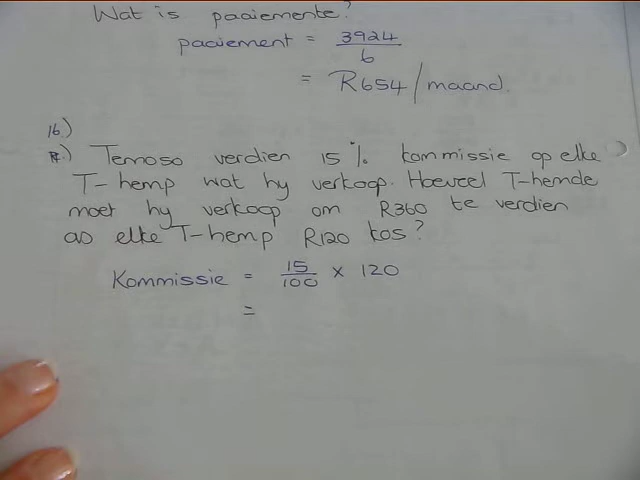 Wat is paaiemente?
paaiement = 3924/6
= R654/maand.
16)
Temoso verdien 15% kommissie op elke
T-hemp wat hy verkoop. Hoeveel T-hemde
moet hy verkoop om R360 te verdien
as elke T-hemp R120 kos?
Kommissie = 15/100 × 120
=